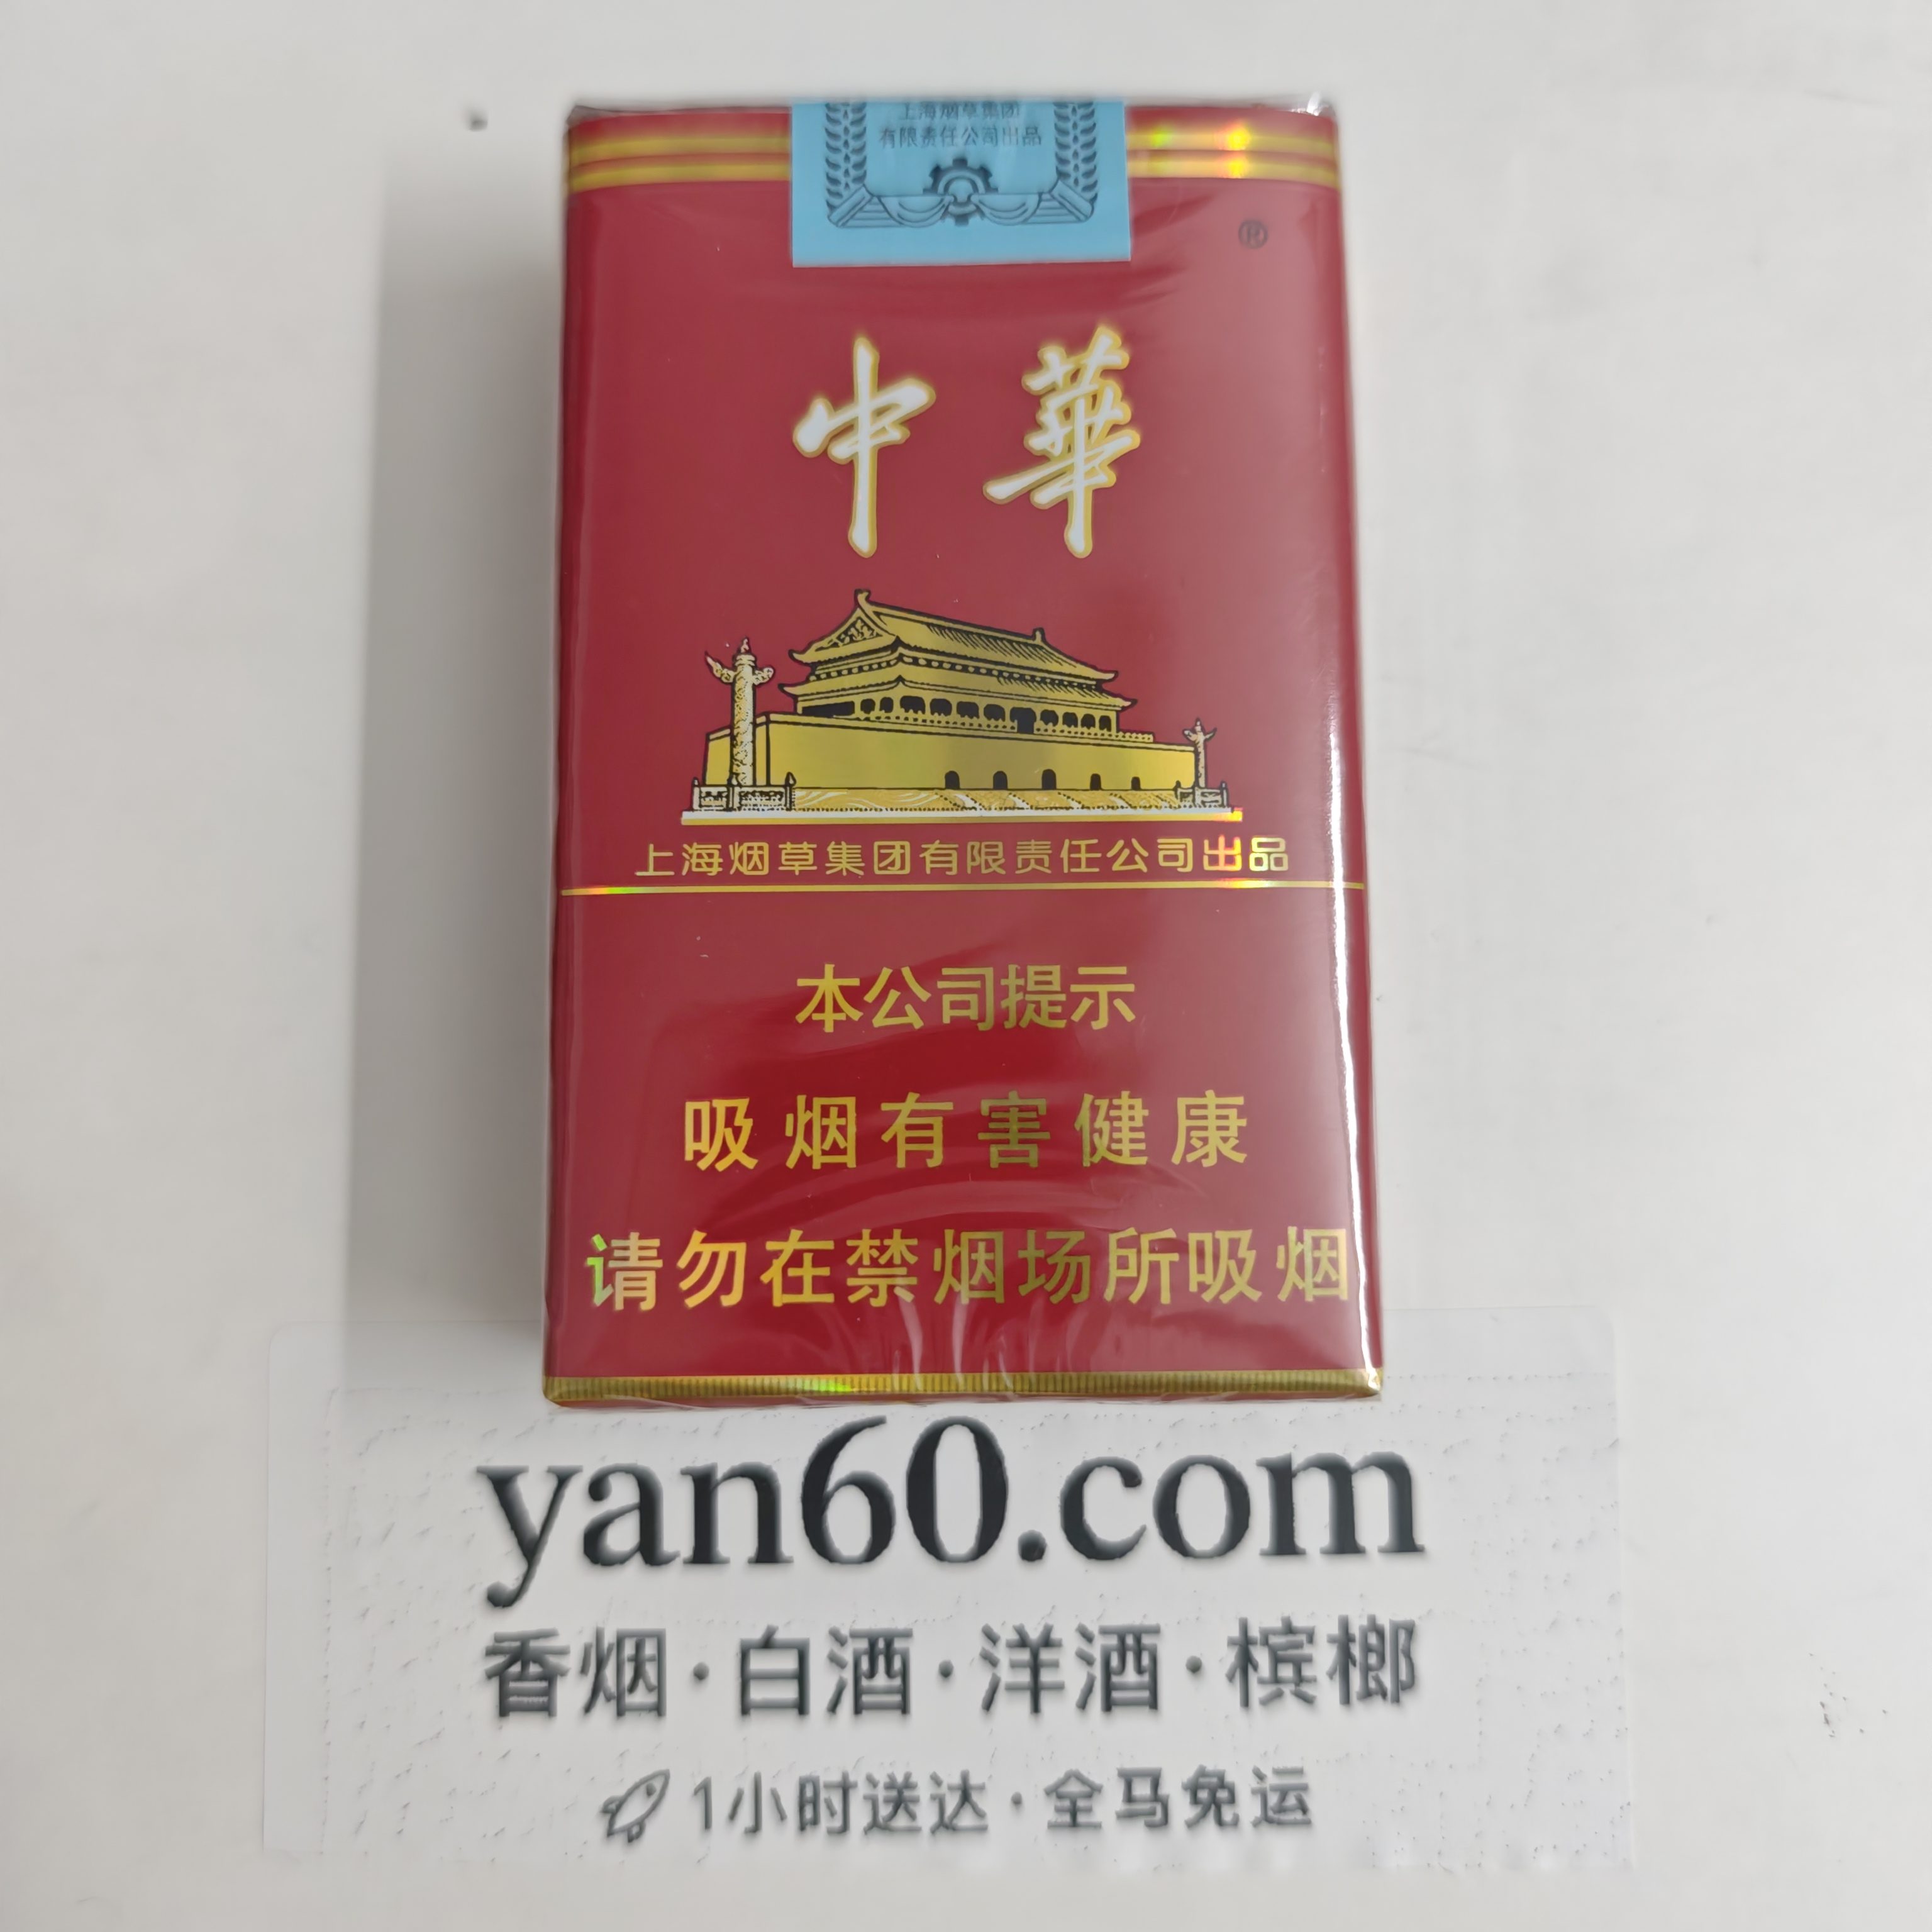 上海烟草集团
有限责任公司出品
®
中華
上海烟草集团有限责任公司出品
本公司提示
吸烟有害健康
请勿在禁烟场所吸烟
yan60.com
香烟·白酒·洋酒·槟榔
1小时送达·全马免运